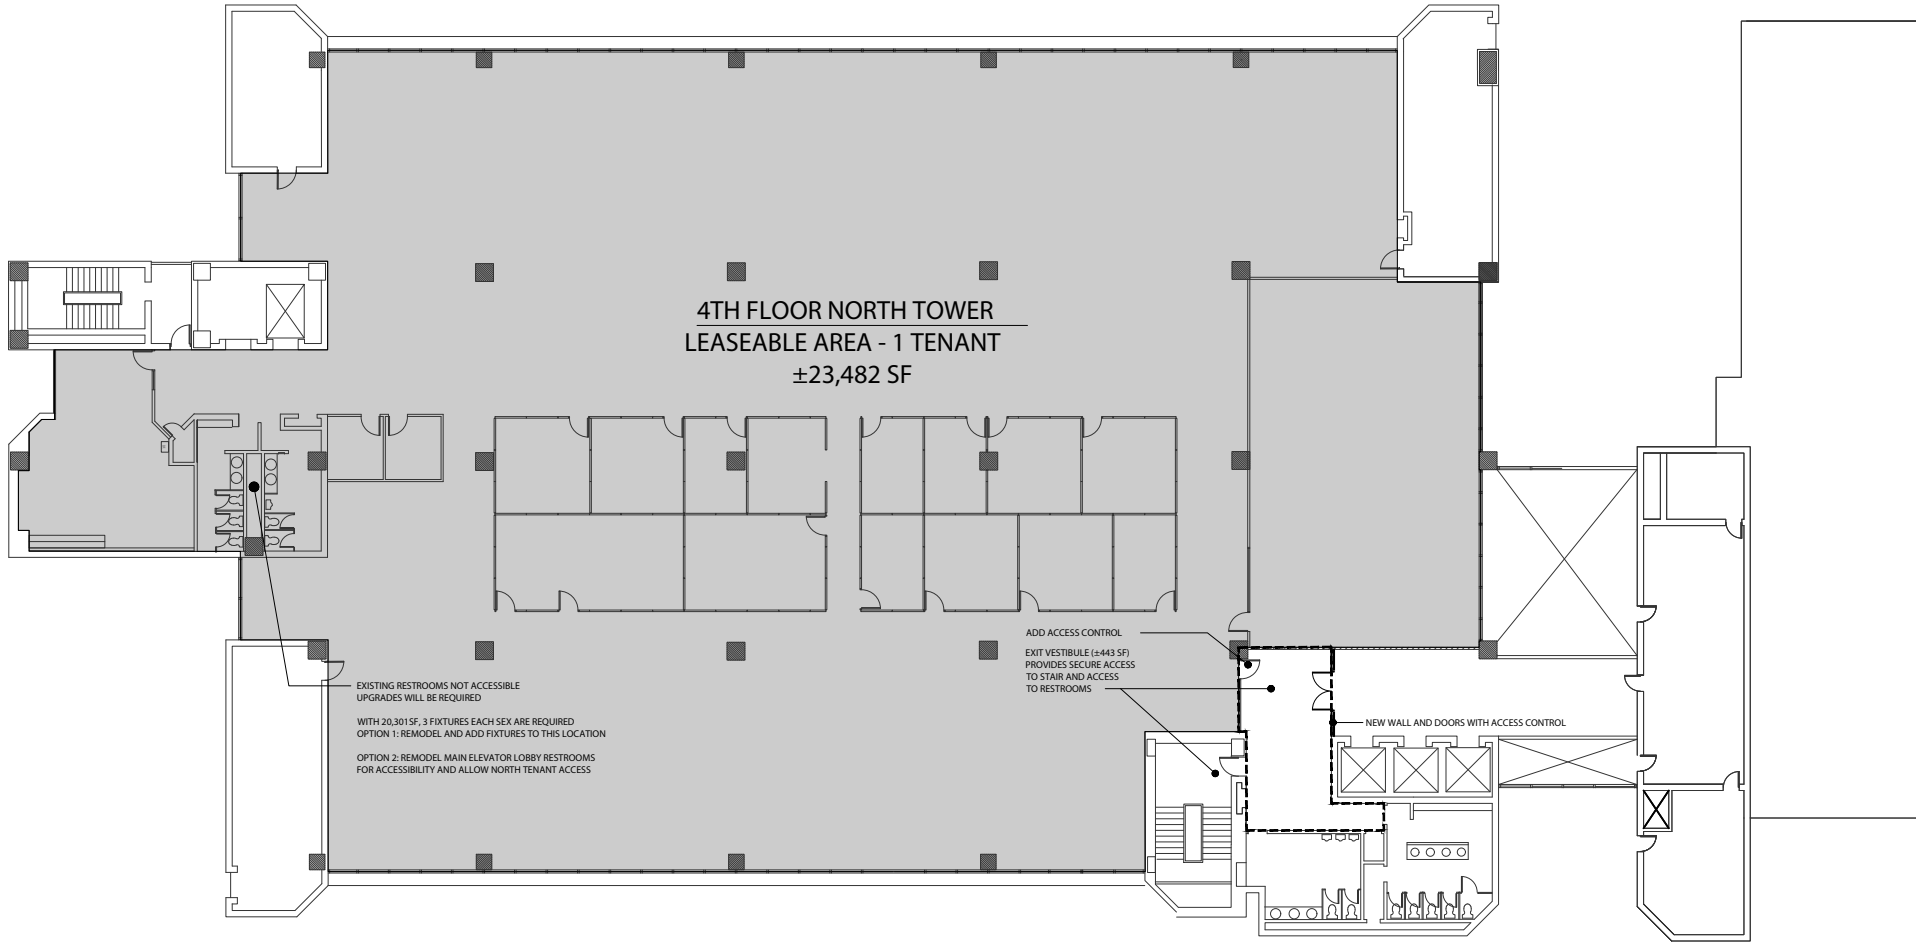 4TH FLOOR NORTH TOWER
LEASEABLE AREA - 1 TENANT
±23,482 SF
ADD ACCESS CONTROL
EXIT VESTIBULE (±443 SF)
PROVIDES SECURE ACCESS
TO STAIR AND ACCESS
TO RESTROOMS
NEW WALL AND DOORS WITH ACCESS CONTROL
EXISTING RESTROOMS NOT ACCESSIBLE
UPGRADES WILL BE REQUIRED
WITH 20,301SF, 3 FIXTURES EACH SEX ARE REQUIRED
OPTION 1: REMODEL AND ADD FIXTURES TO THIS LOCATION
OPTION 2: REMODEL MAIN ELEVATOR LOBBY RESTROOMS
FOR ACCESSIBILITY AND ALLOW NORTH TENANT ACCESS